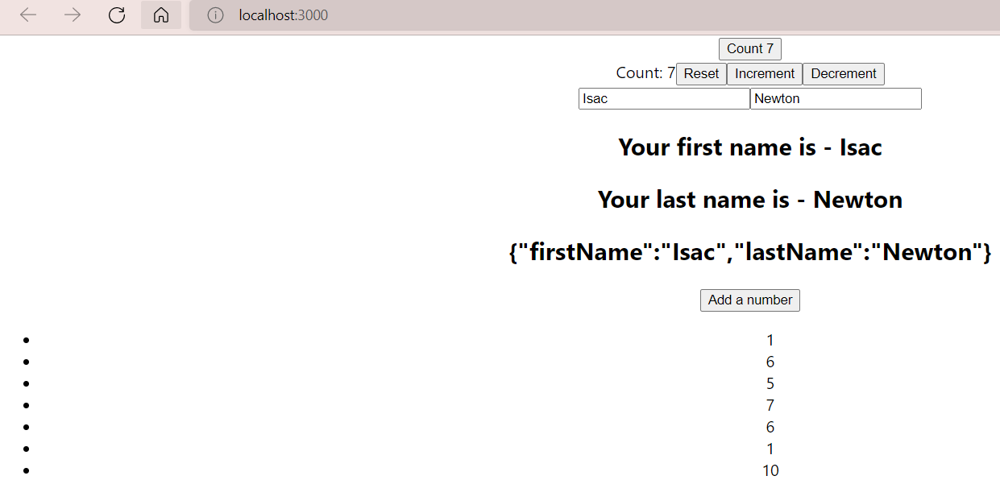 localhost:3000
Count 7
Count: 7 Reset Increment Decrement
Isac Newton
Your first name is - Isac
Your last name is - Newton
{"firstName":"Isac","lastName":"Newton"}
Add a number
1
6
5
7
6
1
10